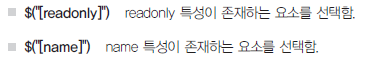 $("[readonly]") readonly 특성이 존재하는 요소를 선택함.
$("[name]") name 특성이 존재하는 요소를 선택함.